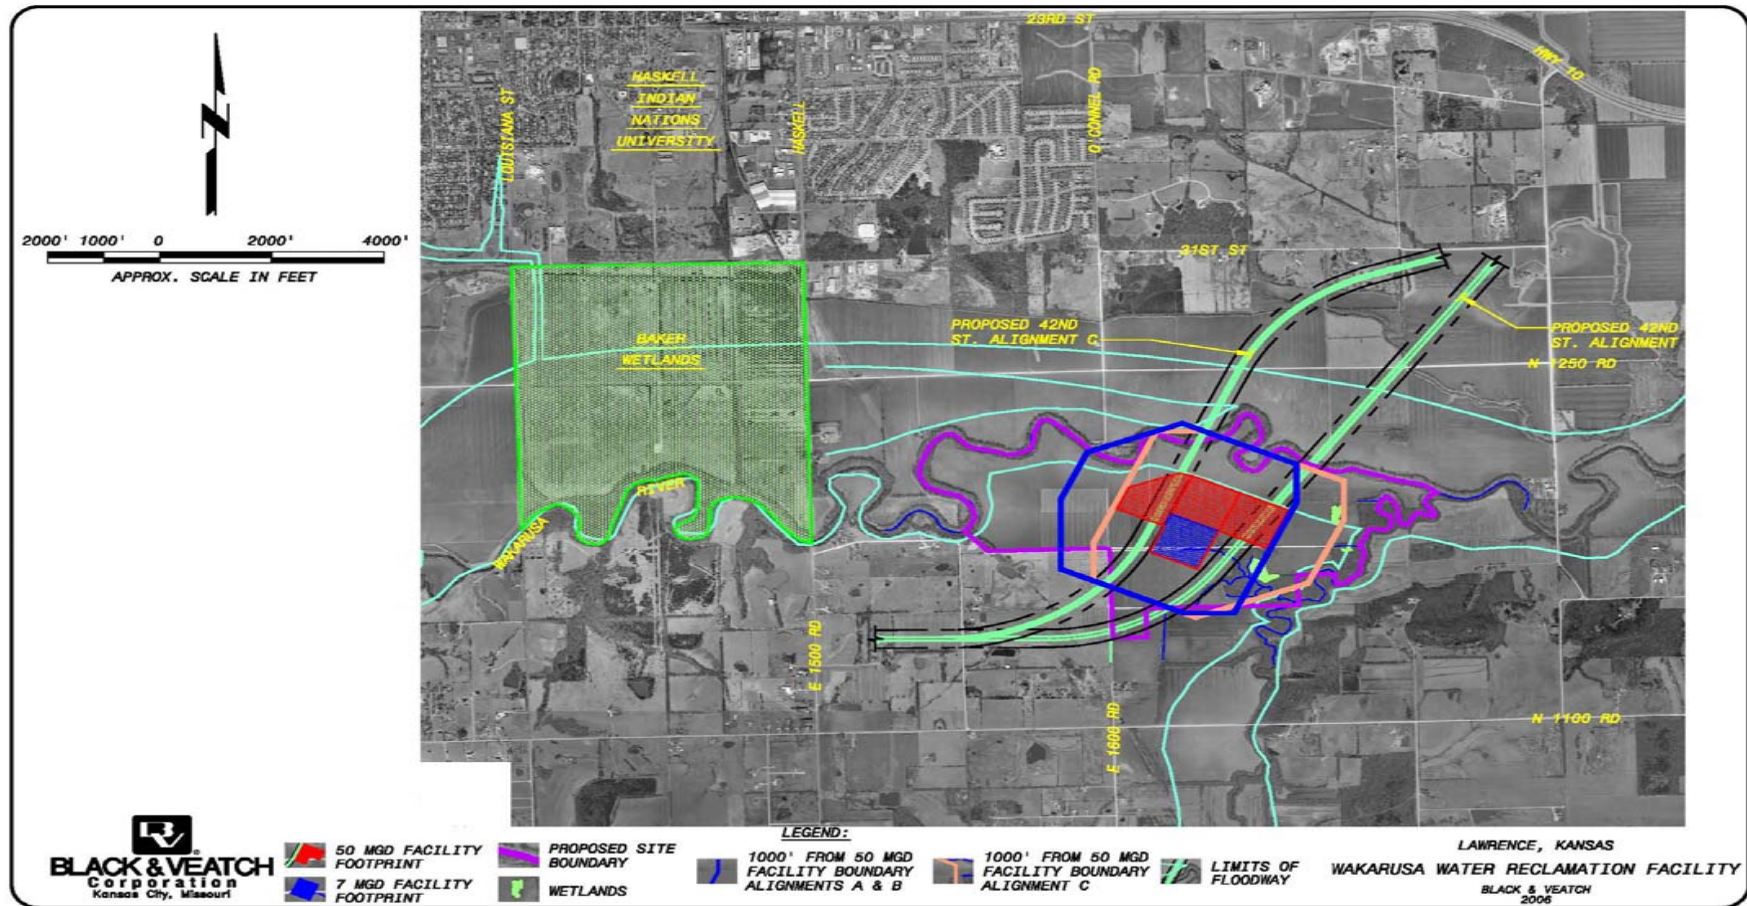 23RD ST
HWY 10
HASKELL
INDIAN
NATIONS
UNIVERSITY
LOUISIANA ST
HASKELL
O'CONNEL RD
2000' 1000' 0 2000' 4000'
APPROX. SCALE IN FEET
31ST ST
PROPOSED 42ND
ST. ALIGNMENT C
PROPOSED 42ND
ST. ALIGNMENT
BAKER
WETLANDS
N 1250 RD
RIVER
WAKARUSA
E 1500 RD
E 1600 RD
N 1100 RD
BV
BLACK & VEATCH
Corporation
Kansas City, Missouri
LEGEND:
50 MGD FACILITY
FOOTPRINT
7 MGD FACILITY
FOOTPRINT
PROPOSED SITE
BOUNDARY
WETLANDS
1000' FROM 50 MGD
FACILITY BOUNDARY
ALIGNMENTS A & B
1000' FROM 50 MGD
FACILITY BOUNDARY
ALIGNMENT C
LIMITS OF
FLOODWAY
LAWRENCE, KANSAS
WAKARUSA WATER RECLAMATION FACILITY
BLACK & VEATCH
2006